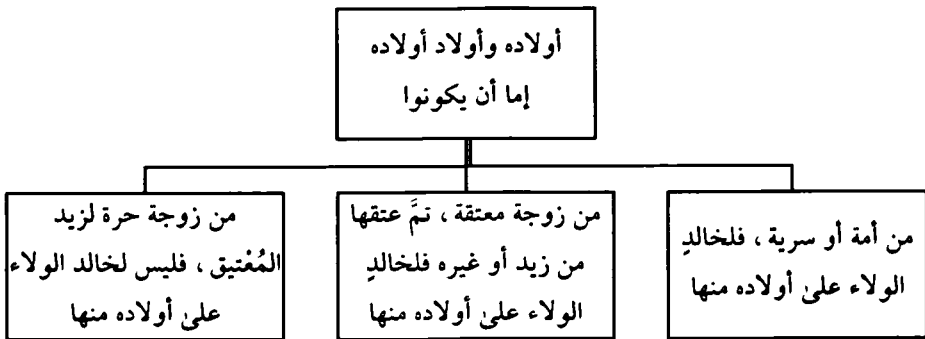 أولاده وأولاد أولاده
إما أن يكونوا
من أمة أو سرية ، فلخالدٍ
الولاء علىٰ أولاده منها
من زوجة معتقة ، تمَّ عتقها
من زيد أو غيره فلخالدٍ
الولاء علىٰ أولاده منها
من زوجة حرة لزيد
المُعْتيق ، فليس لخالد الولاء
علىٰ أولاده منها